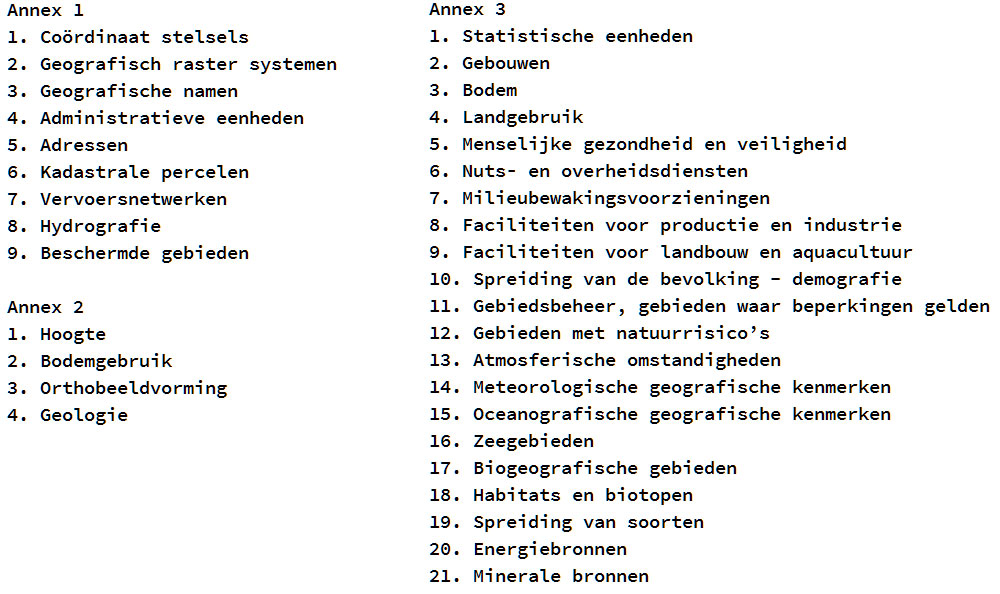 Annex 1
1. Coördinaat stelsels
2. Geografisch raster systemen
3. Geografische namen
4. Administratieve eenheden
5. Adressen
6. Kadastrale percelen
7. Vervoersnetwerken
8. Hydrografie
9. Beschermde gebieden
Annex 2
1. Hoogte
2. Bodemgebruik
3. Orthobeeldvorming
4. Geologie
Annex 3
1. Statistische eenheden
2. Gebouwen
3. Bodem
4. Landgebruik
5. Menselijke gezondheid en veiligheid
6. Nuts- en overheidsdiensten
7. Milieubewakingsvoorzieningen
8. Faciliteiten voor productie en industrie
9. Faciliteiten voor landbouw en aquacultuur
10. Spreiding van de bevolking – demografie
11. Gebiedsbeheer, gebieden waar beperkingen gelden
12. Gebieden met natuurrisico’s
13. Atmosferische omstandigheden
14. Meteorologische geografische kenmerken
15. Oceanografische geografische kenmerken
16. Zeegebieden
17. Biogeografische gebieden
18. Habitats en biotopen
19. Spreiding van soorten
20. Energiebronnen
21. Minerale bronnen